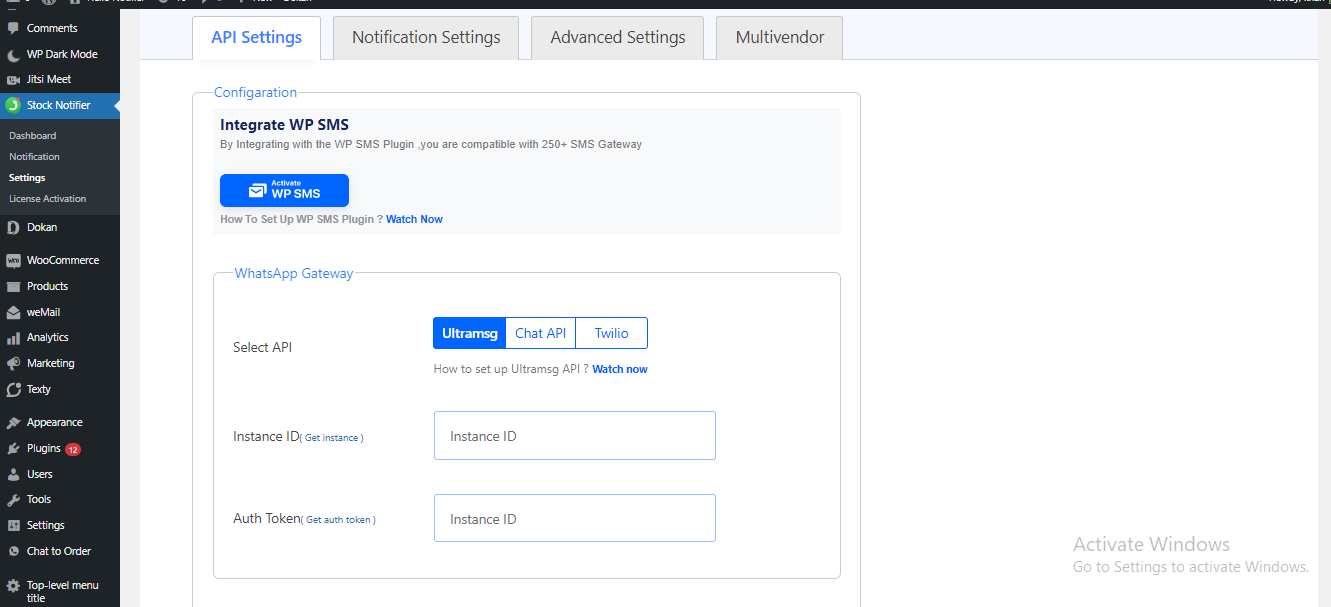 Comments
WP Dark Mode
Jitsi Meet
Stock Notifier
Dashboard
Notification
Settings
License Activation
Dokan
WooCommerce
Products
weMail
Analytics
Marketing
Texty
Appearance
Plugins 12
Users
Tools
Settings
Chat to Order
Top-level menu
title
API Settings
Notification Settings
Advanced Settings
Multivendor
Configaration
Integrate WP SMS
By Integrating with the WP SMS Plugin ,you are compatible with 250+ SMS Gateway
Activate
WP SMS
How To Set Up WP SMS Plugin ? Watch Now
WhatsApp Gateway
Select API
Ultramsg Chat API Twilio
How to set up Ultramsg API ? Watch now
Instance ID( Get instance )
Instance ID
Auth Token( Get auth token )
Instance ID
Activate Windows
Go to Settings to activate Windows.